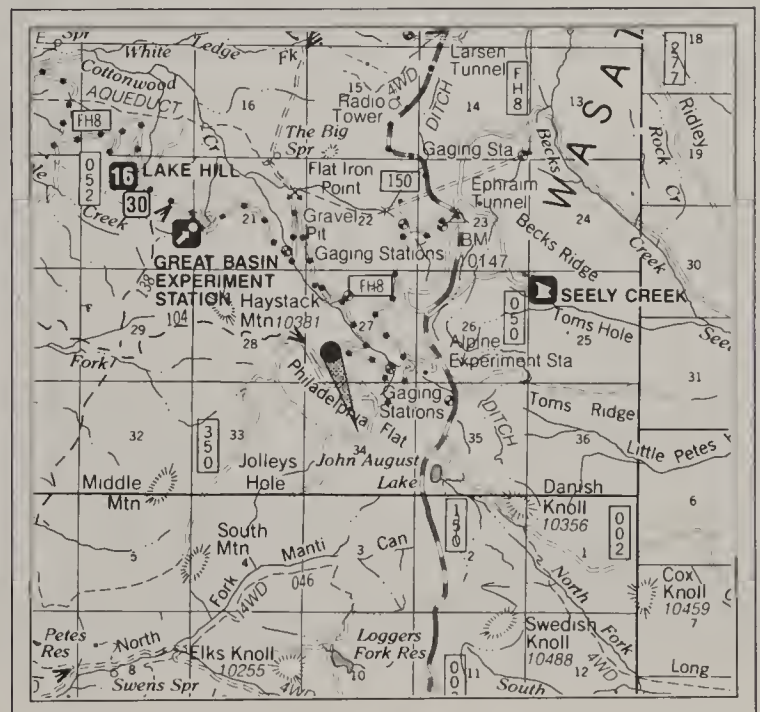 E Spr
White Ledge Fk
Larsen Tunnel
18
277
Cottonwood Cr
AQUEDUCT
16
15
Radio Tower
4WD
DITCH
14
FH8
13
WASAT
Ridley
Rock Cr
19
FH8
The Big Spr
Gaging Sta
Becks
052
16
LAKE HILL
Flat Iron Point
150
Ephraim Tunnel
30
Creek
21
Gravel Pit
22
23
24
Becks Ridge
Creek
BM 10147
Gaging Stations
30
GREAT BASIN
EXPERIMENT
STATION
138
104
Haystack
Mtn 10381
FH8
050
SEELY CREEK
29
28
27
26
Toms Hole
25
Alpine
Experiment Sta
Fork
31
Philadelphia Flat
Gaging Stations
DITCH
Toms Ridge
32
350
33
34
35
36
Little Petes
Jolleys Hole
John August Lake
Middle Mtn
Danish Knoll
10356
6
South Mtn
150
002
5
Fork
Manti
3
Can
2
1
4WD
046
North Fork
Cox Knoll
10459
7
Petes Res
North
Loggers Fork Res
Swedish Knoll
10488
4WD
8
Elks Knoll
10255
Long
Swens Spr
4WD
10
11
South
12